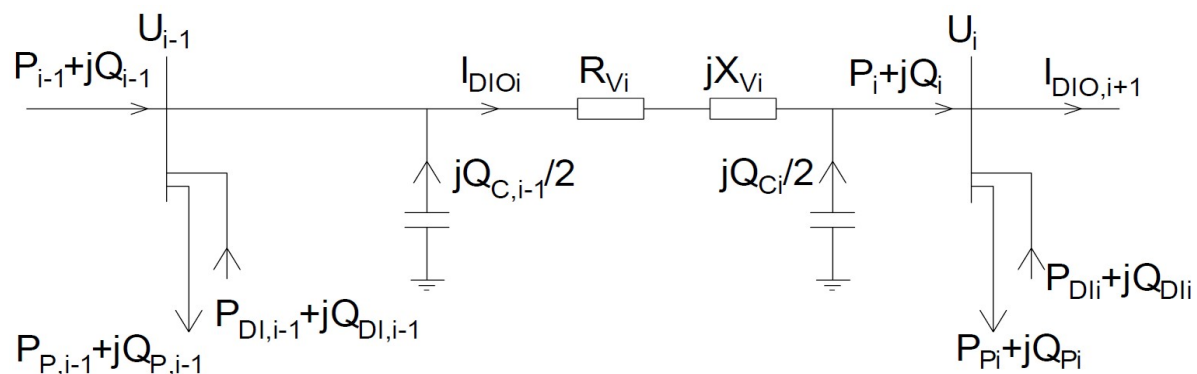 U_{i-1}
U_i
P_{i-1}+jQ_{i-1}
I_{DIOi}
R_{Vi}
jX_{Vi}
P_i+jQ_i
I_{DIO,i+1}
jQ_{C,i-1}/2
jQ_{Ci}/2
P_{DI,i-1}+jQ_{DI,i-1}
P_{DIi}+jQ_{DIi}
P_{P,i-1}+jQ_{P,i-1}
P_{Pi}+jQ_{Pi}